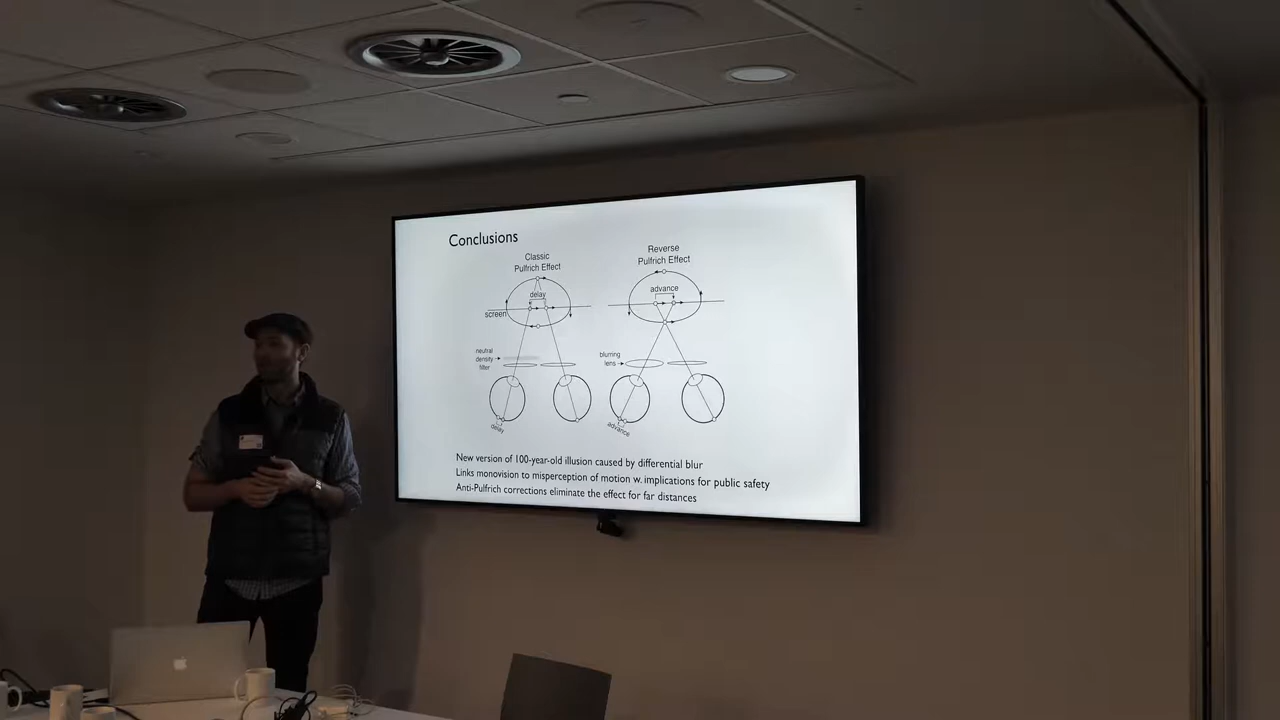 Conclusions
Classic
Pulfrich Effect
delay
screen
neutral
density
filter
delay
Reverse
Pulfrich Effect
advance
blurring
lens
advance
New version of 100-year-old illusion caused by differential blur
Links monovision to misperception of motion w. implications for public safety
Anti-Pulfrich corrections eliminate the effect for far distances